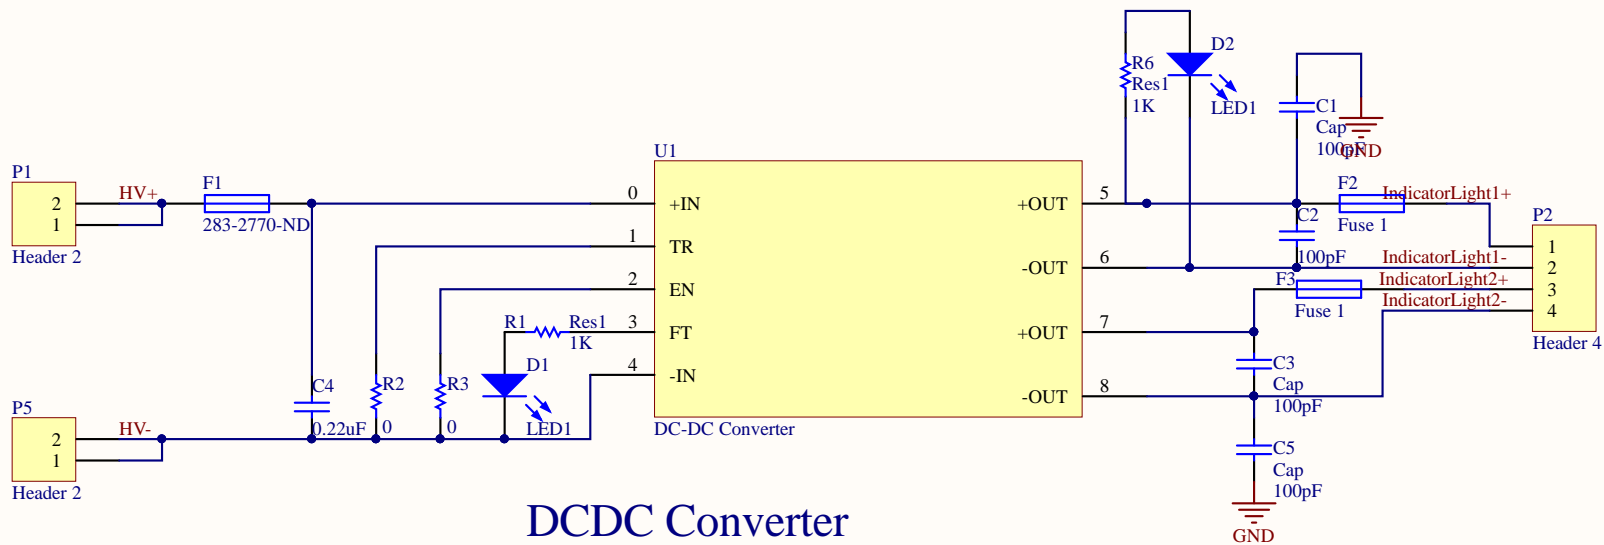 P1
2
1
Header 2
HV+
F1
283-2770-ND
P5
2
1
Header 2
HV-
C4
0.22uF
R2
0
R3
0
R1
Res1
1K
D1
LED1
U1
0
1
2
3
4
+IN
TR
EN
FT
-IN
+OUT
-OUT
+OUT
-OUT
5
6
7
8
DC-DC Converter
R6
Res1
1K
D2
LED1
C1
Cap
100pF
GND
F2
Fuse 1
C2
100pF
F3
Fuse 1
IndicatorLight1+
IndicatorLight1-
IndicatorLight2+
IndicatorLight2-
P2
1
2
3
4
Header 4
C3
Cap
100pF
C5
Cap
100pF
GND
DCDC Converter